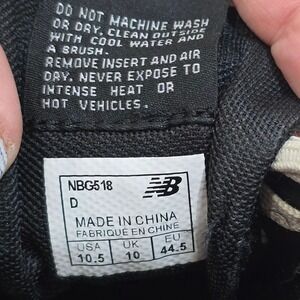 DO NOT MACHINE WASH
OR DRY. CLEAN OUTSIDE
WITH COOL WATER AND
A BRUSH.
REMOVE INSERT AND AIR
DRY. NEVER EXPOSE TO
INTENSE HEAT OR
HOT VEHICLES.
NBG518
D
NB
MADE IN CHINA
FABRIQUE EN CHINE
USA UK EU
10.5 10 44.5